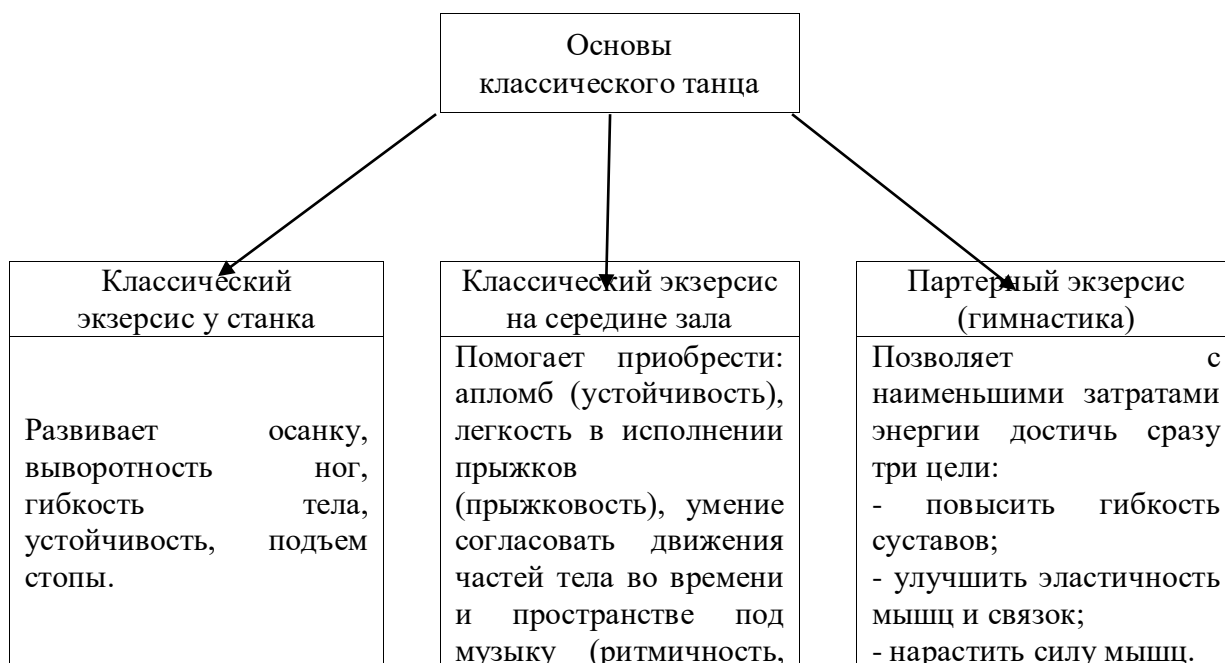 Основы
классического танца
Классический
экзерсис у станка
Развивает осанку,
выворотность ног,
гибкость тела,
устойчивость, подъем
стопы.
Классический экзерсис
на середине зала
Помогает приобрести:
апломб (устойчивость),
легкость в исполнении
прыжков
(прыжковость), умение
согласовать движения
частей тела во времени
и пространстве под
музыку (ритмичность,
Партерный экзерсис
(гимнастика)
Позволяет с
наименьшими затратами
энергии достичь сразу
три цели:
- повысить гибкость
суставов;
- улучшить эластичность
мышц и связок;
- нарастить силу мышц.